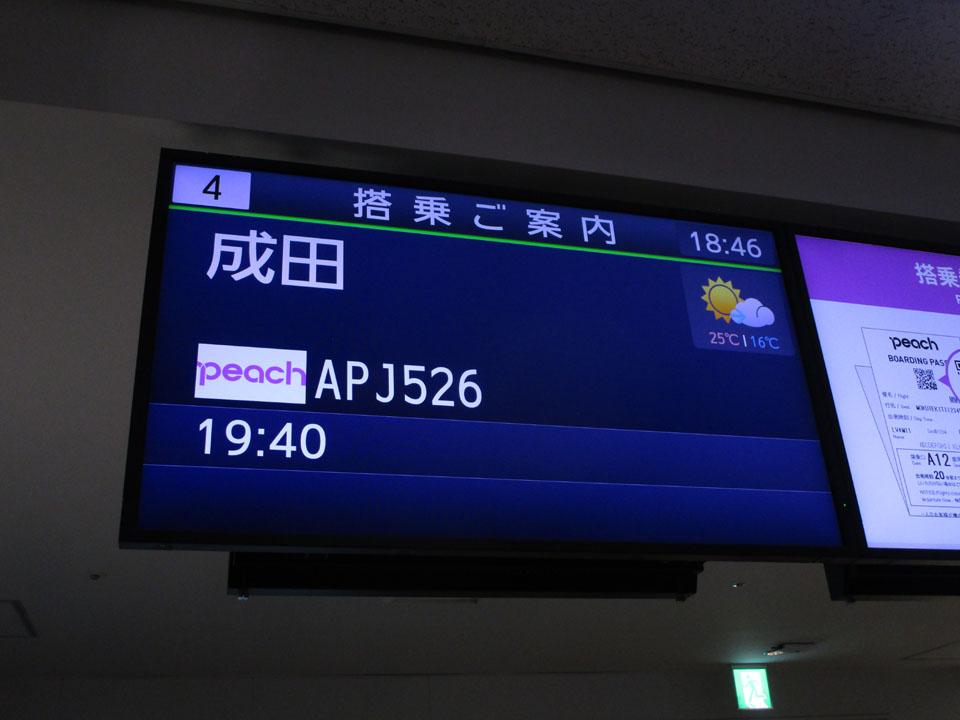 4
搭乗ご案内
18:46
成田
25℃ | 16℃
peach APJ526
19:40
搭乗
peach
BOARDING PASS
A12
20